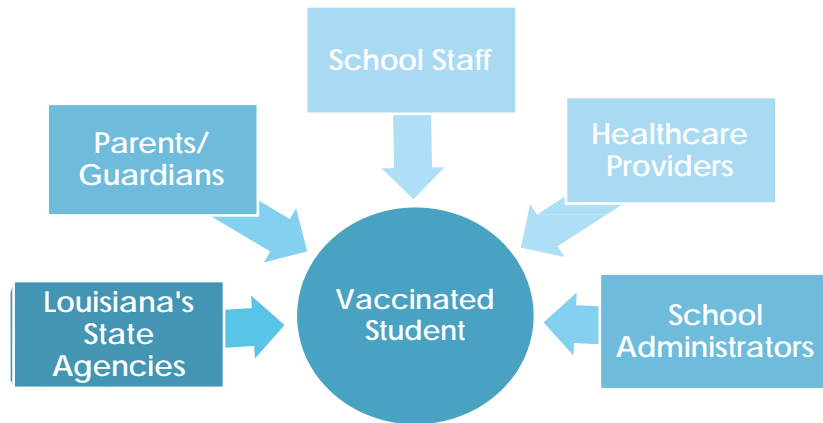 School Staff
Parents/
Guardians
Healthcare
Providers
Louisiana's
State
Agencies
Vaccinated
Student
School
Administrators